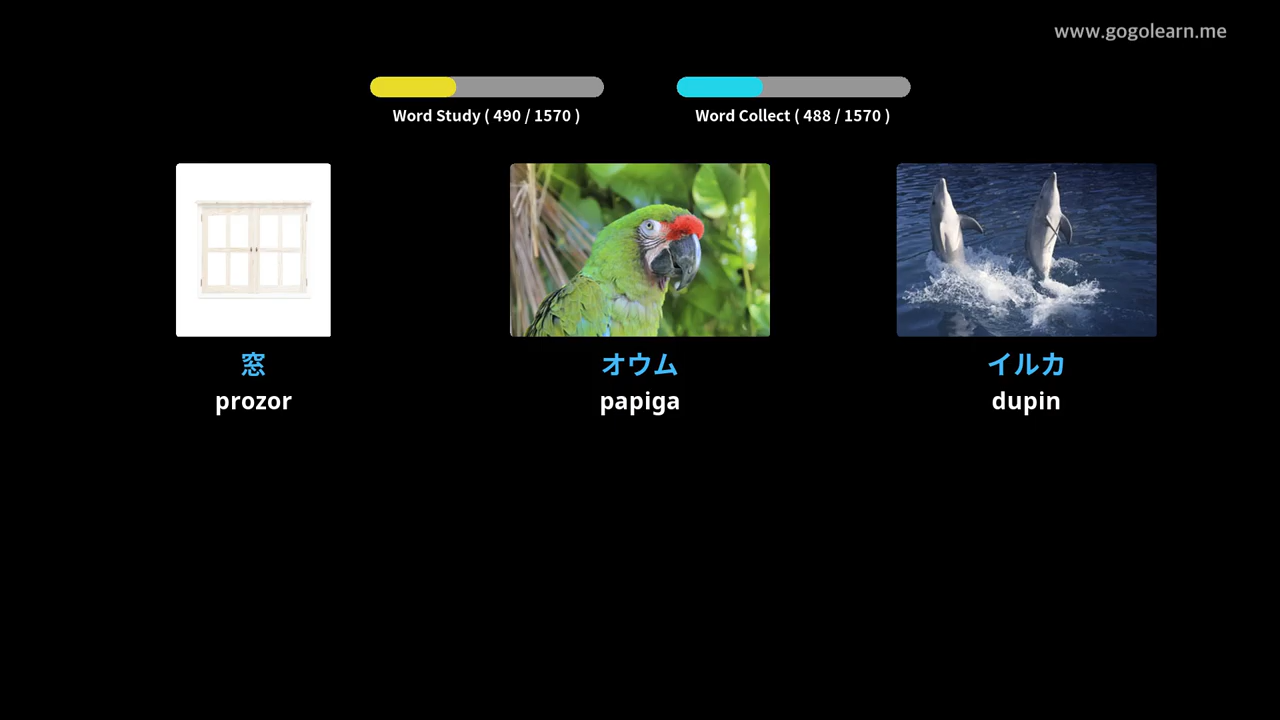 www.gogolearn.me
Word Study ( 490 / 1570 )
Word Collect ( 488 / 1570 )
窓
prozor
オウム
papiga
イルカ
dupin